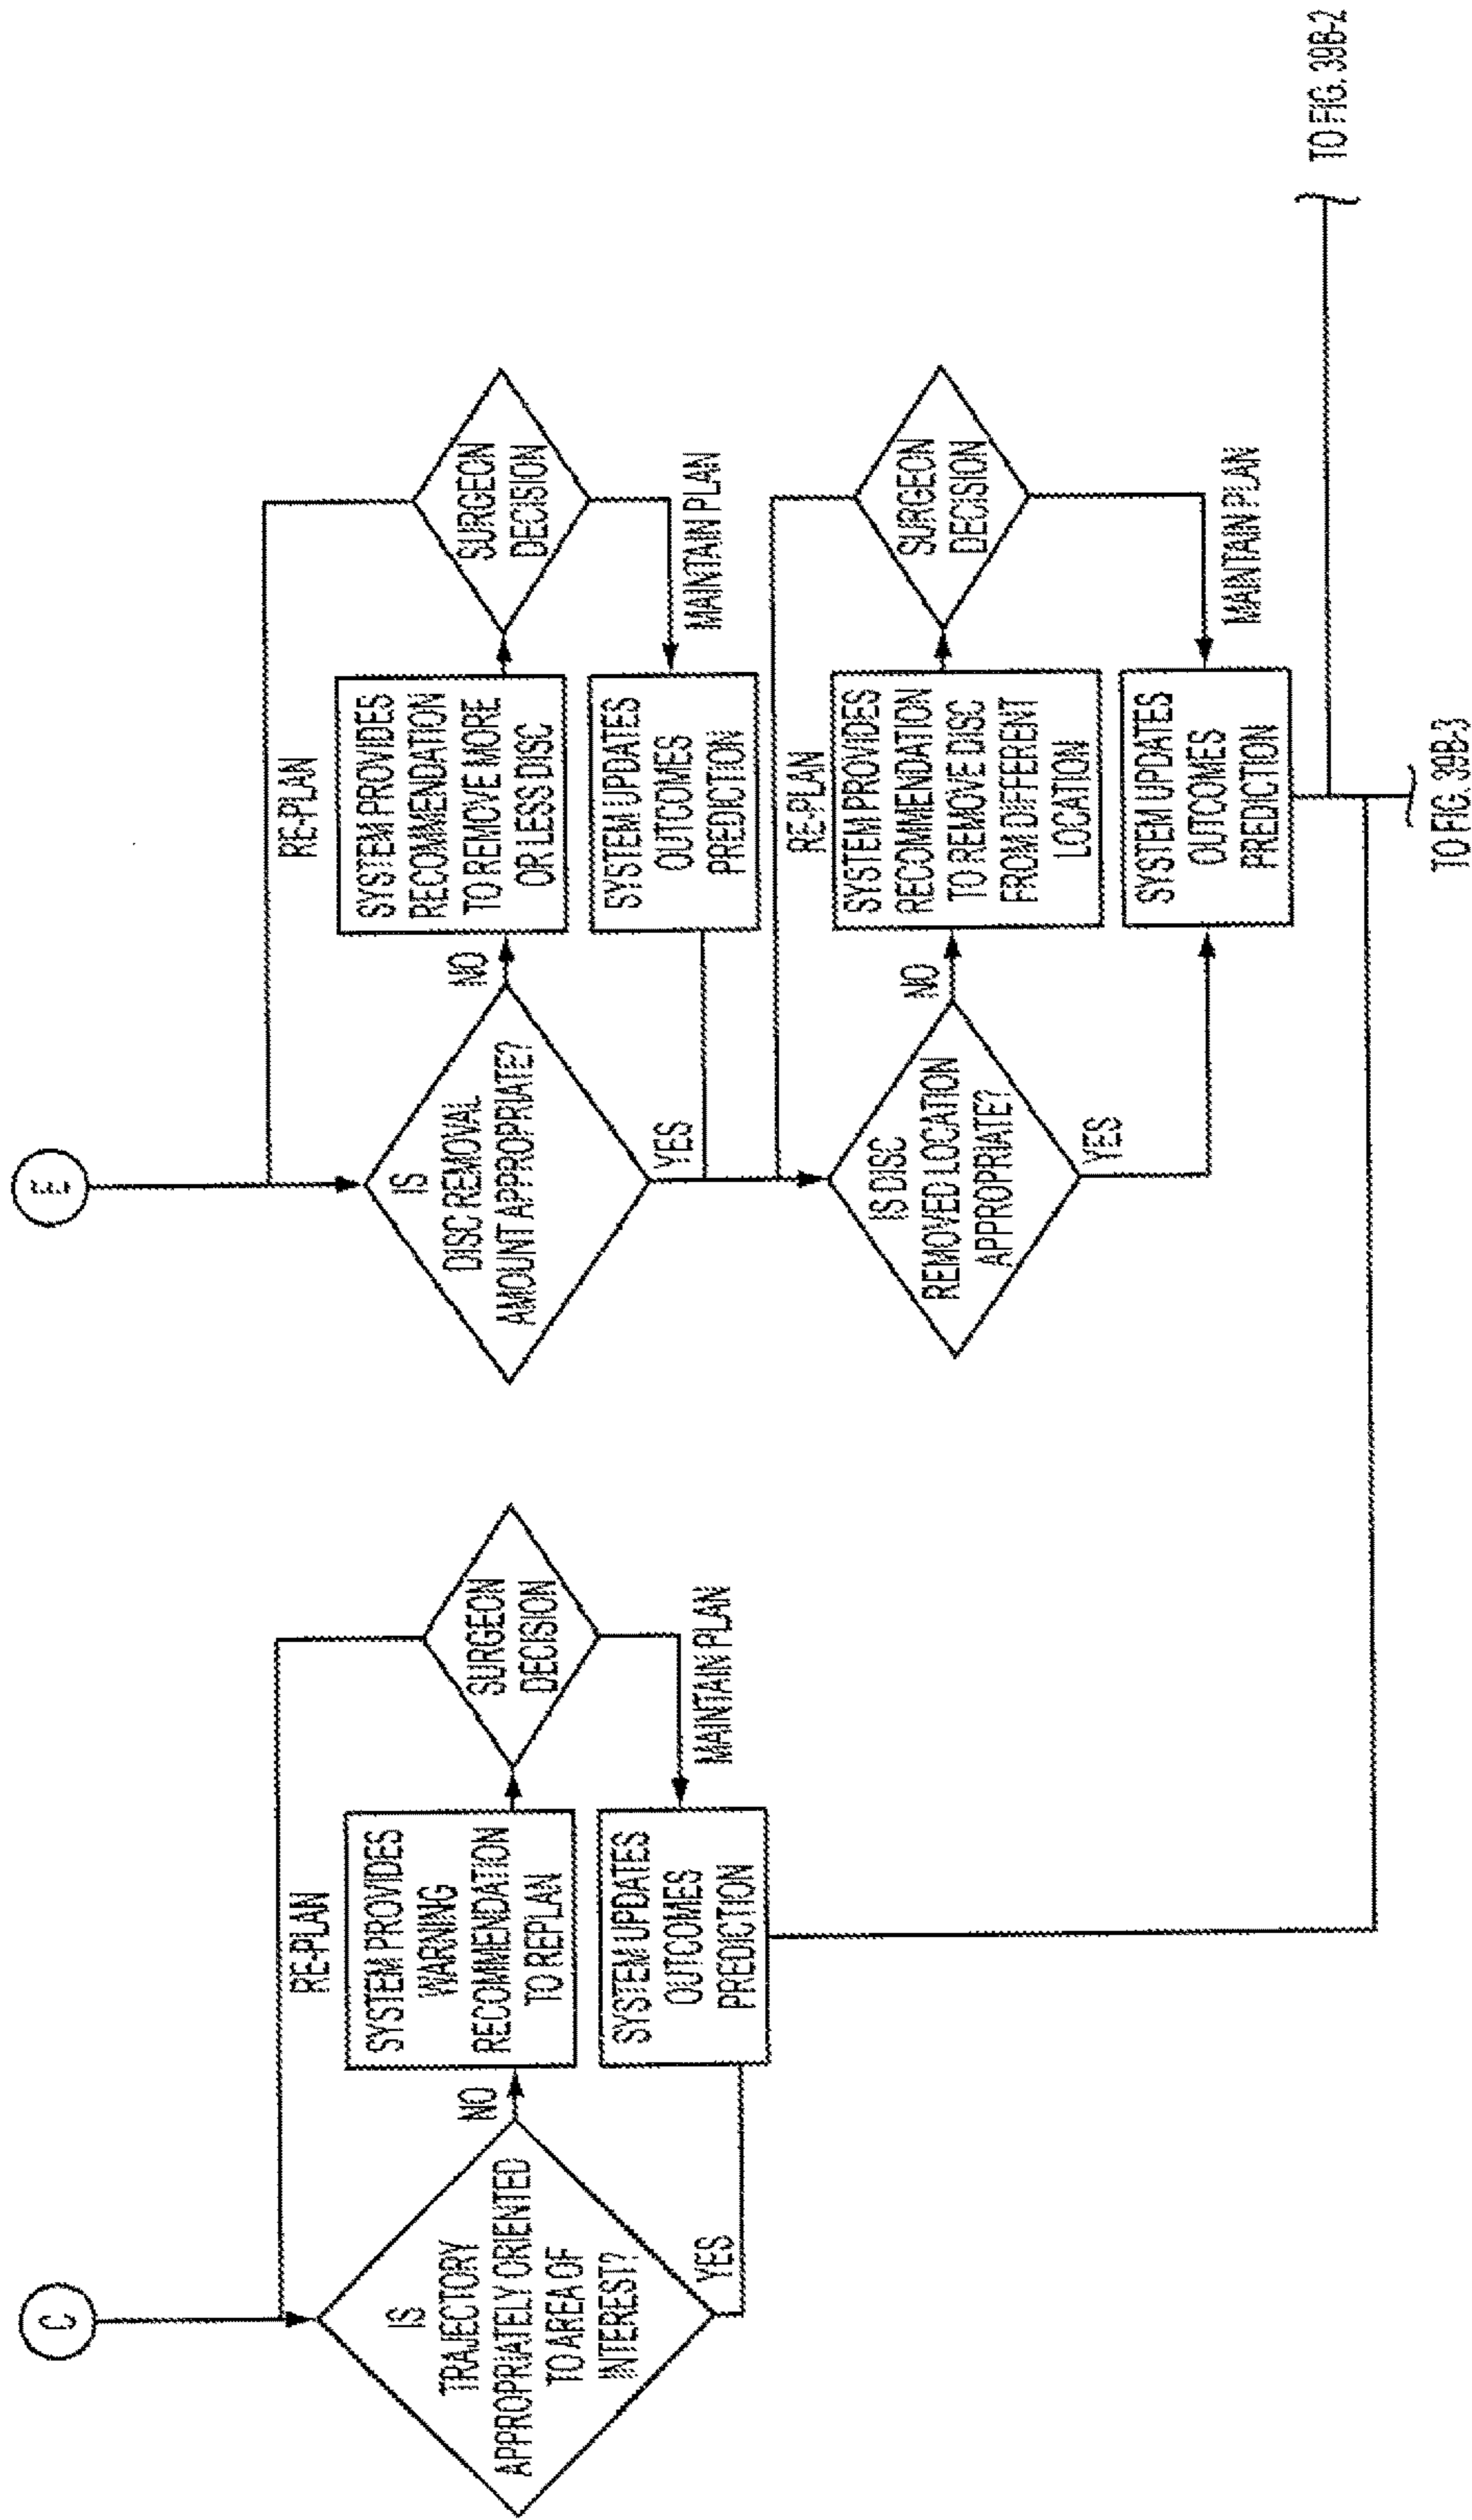 C
IS
TRAJECTORY
APPROPRIATELY ORIENTED
TO AREA OF
INTEREST?
YES
NO
RE-PLAN
SYSTEM PROVIDES
WARNING
RECOMMENDATION
TO REPLAN
SURGEON
DECISION
MAINTAIN PLAN
SYSTEM UPDATES
OUTCOMES
PREDICTION
E
IS
DISC REMOVAL
AMOUNT APPROPRIATE?
YES
NO
RE-PLAN
SYSTEM PROVIDES
RECOMMENDATION
TO REMOVE MORE
OR LESS DISC
SURGEON
DECISION
MAINTAIN PLAN
SYSTEM UPDATES
OUTCOMES
PREDICTION
IS DISC
REMOVED LOCATION
APPROPRIATE?
YES
NO
RE-PLAN
SYSTEM PROVIDES
RECOMMENDATION
TO REMOVE DISC
FROM DIFFERENT
LOCATION
SURGEON
DECISION
MAINTAIN PLAN
SYSTEM UPDATES
OUTCOMES
PREDICTION
TO FIG. 39B-2
TO FIG. 39B-3